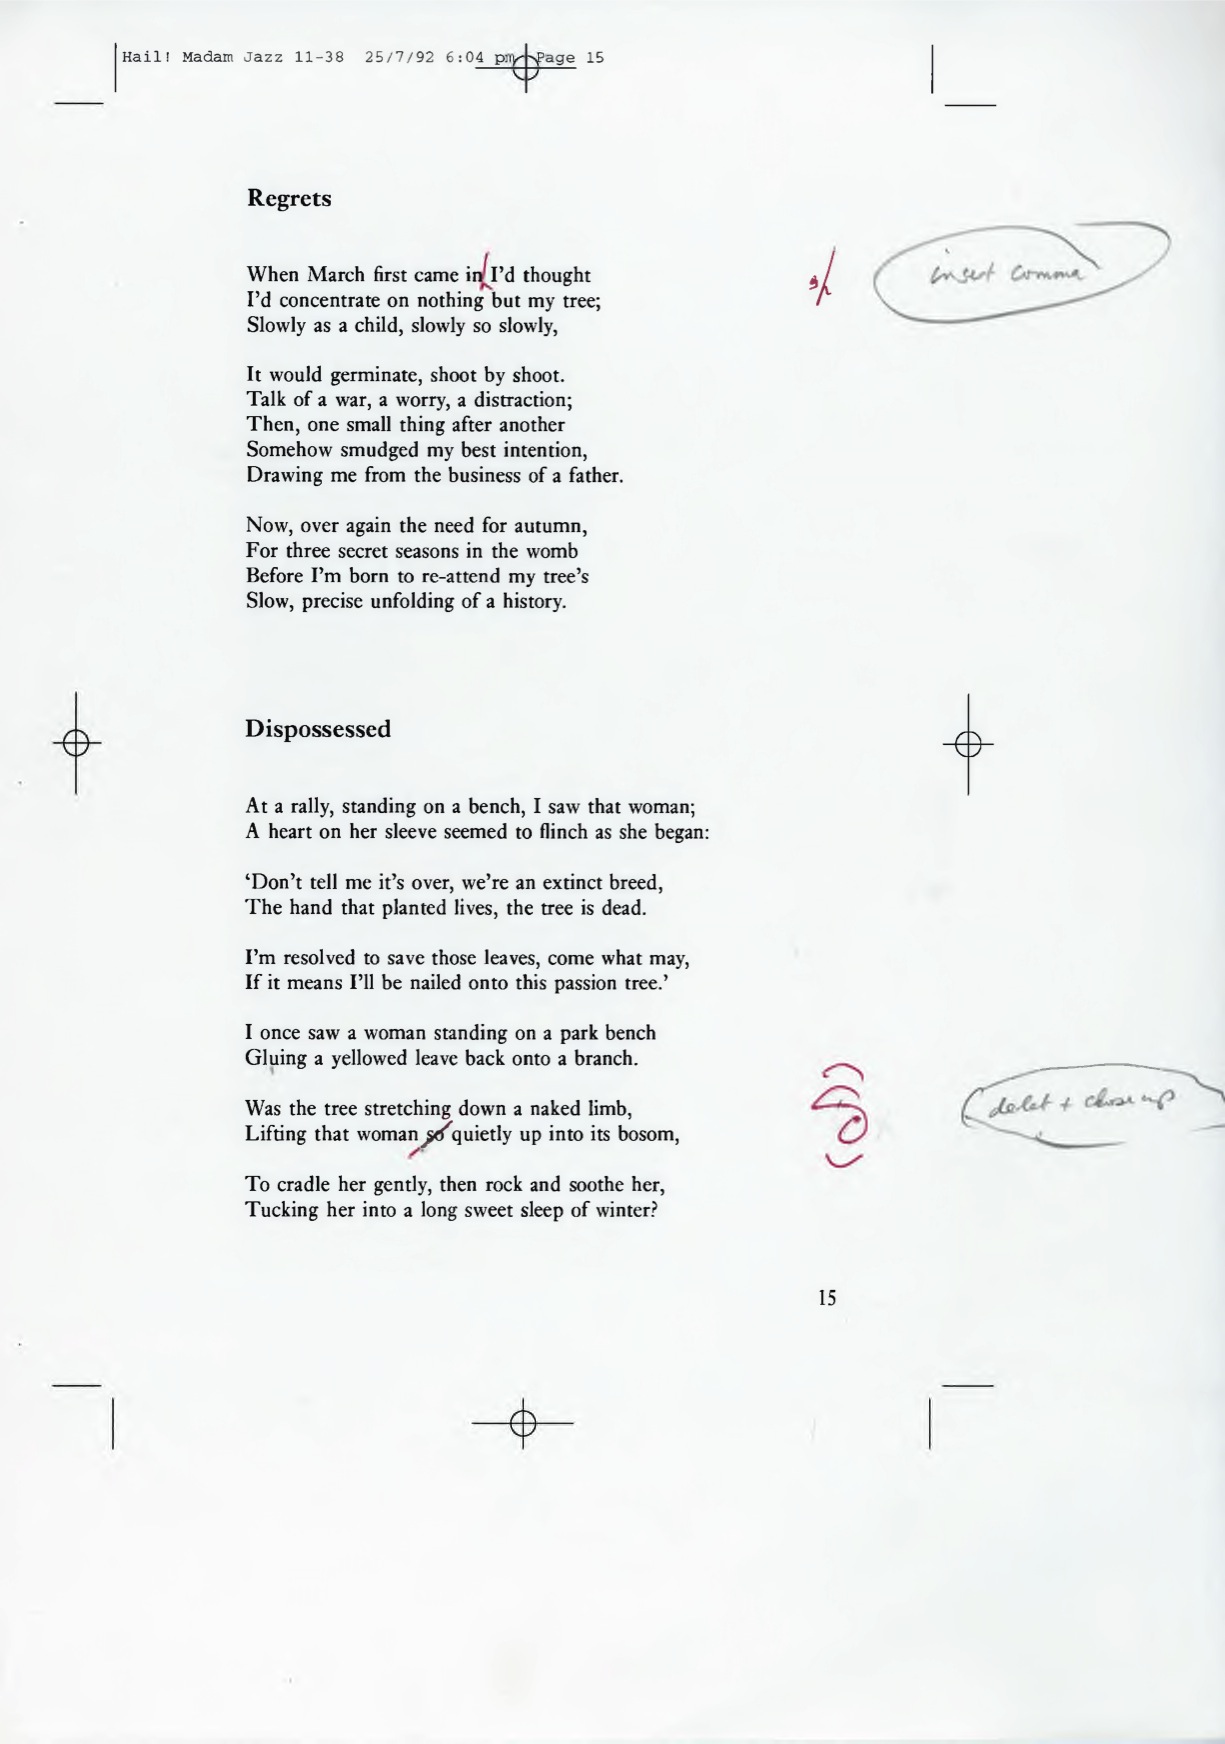 Hail! Madam Jazz 11-38 25/7/92 6:04 pm Page 15
Regrets
When March first came in I'd thought
insert comma
I'd concentrate on nothing but my tree;
Slowly as a child, slowly so slowly,
It would germinate, shoot by shoot.
Talk of a war, a worry, a distraction;
Then, one small thing after another
Somehow smudged my best intention,
Drawing me from the business of a father.
Now, over again the need for autumn,
For three secret seasons in the womb
Before I'm born to re-attend my tree's
Slow, precise unfolding of a history.
Dispossessed
At a rally, standing on a bench, I saw that woman;
A heart on her sleeve seemed to flinch as she began:
‘Don't tell me it's over, we're an extinct breed,
The hand that planted lives, the tree is dead.
I'm resolved to save those leaves, come what may,
If it means I'll be nailed onto this passion tree.’
I once saw a woman standing on a park bench
Gluing a yellowed leave back onto a branch.
Was the tree stretching down a naked limb,
delet + close up
Lifting that woman so quietly up into its bosom,
To cradle her gently, then rock and soothe her,
Tucking her into a long sweet sleep of winter?
15